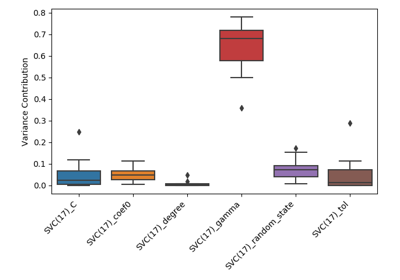 0.8
0.7
0.6
0.5
0.4
0.3
0.2
0.1
0.0
Variance Contribution
SVC(17)_C
SVC(17)_coef0
SVC(17)_degree
SVC(17)_gamma
SVC(17)_random_state
SVC(17)_tol